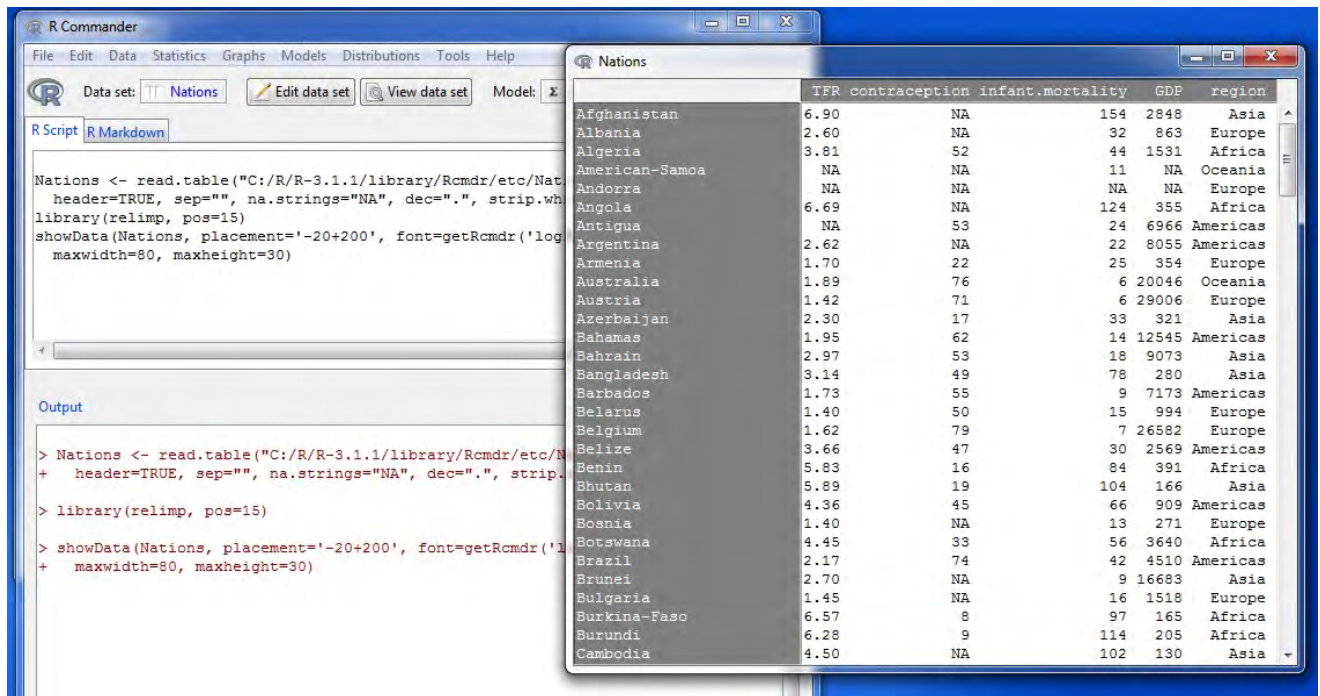 R Commander
File Edit Data Statistics Graphs Models Distributions Tools Help
Data set: Nations Edit data set View data set Model: Σ
R Script R Markdown
Nations <- read.table("C:/R/R-3.1.1/library/Rcmdr/etc/Nat
header=TRUE, sep="", na.strings="NA", dec=".", strip.wh
library(relimp, pos=15)
showData(Nations, placement='-20+200', font=getRcmdr('log
maxwidth=80, maxheight=30)
Output
> Nations <- read.table("C:/R/R-3.1.1/library/Rcmdr/etc/N
+ header=TRUE, sep="", na.strings="NA", dec=".", strip.
> library(relimp, pos=15)
> showData(Nations, placement='-20+200', font=getRcmdr('l
+ maxwidth=80, maxheight=30)
Nations
TFR contraception infant.mortality GDP region
Afghanistan 6.90 NA 154 2848 Asia
Albania 2.60 NA 32 863 Europe
Algeria 3.81 52 44 1531 Africa
American-Samoa NA NA 11 NA Oceania
Andorra NA NA NA NA Europe
Angola 6.69 NA 124 355 Africa
Antigua NA 53 24 6966 Americas
Argentina 2.62 NA 22 8055 Americas
Armenia 1.70 22 25 354 Europe
Australia 1.89 76 6 20046 Oceania
Austria 1.42 71 6 29006 Europe
Azerbaijan 2.30 17 33 321 Asia
Bahamas 1.95 62 14 12545 Americas
Bahrain 2.97 53 18 9073 Asia
Bangladesh 3.14 49 78 280 Asia
Barbados 1.73 55 9 7173 Americas
Belarus 1.40 50 15 994 Europe
Belgium 1.62 79 7 26582 Europe
Belize 3.66 47 30 2569 Americas
Benin 5.83 16 84 391 Africa
Bhutan 5.89 19 104 166 Asia
Bolivia 4.36 45 66 909 Americas
Bosnia 1.40 NA 13 271 Europe
Botswana 4.45 33 56 3640 Africa
Brazil 2.17 74 42 4510 Americas
Brunei 2.70 NA 9 16683 Asia
Bulgaria 1.45 NA 16 1518 Europe
Burkina-Faso 6.57 8 97 165 Africa
Burundi 6.28 9 114 205 Africa
Cambodia 4.50 NA 102 130 Asia